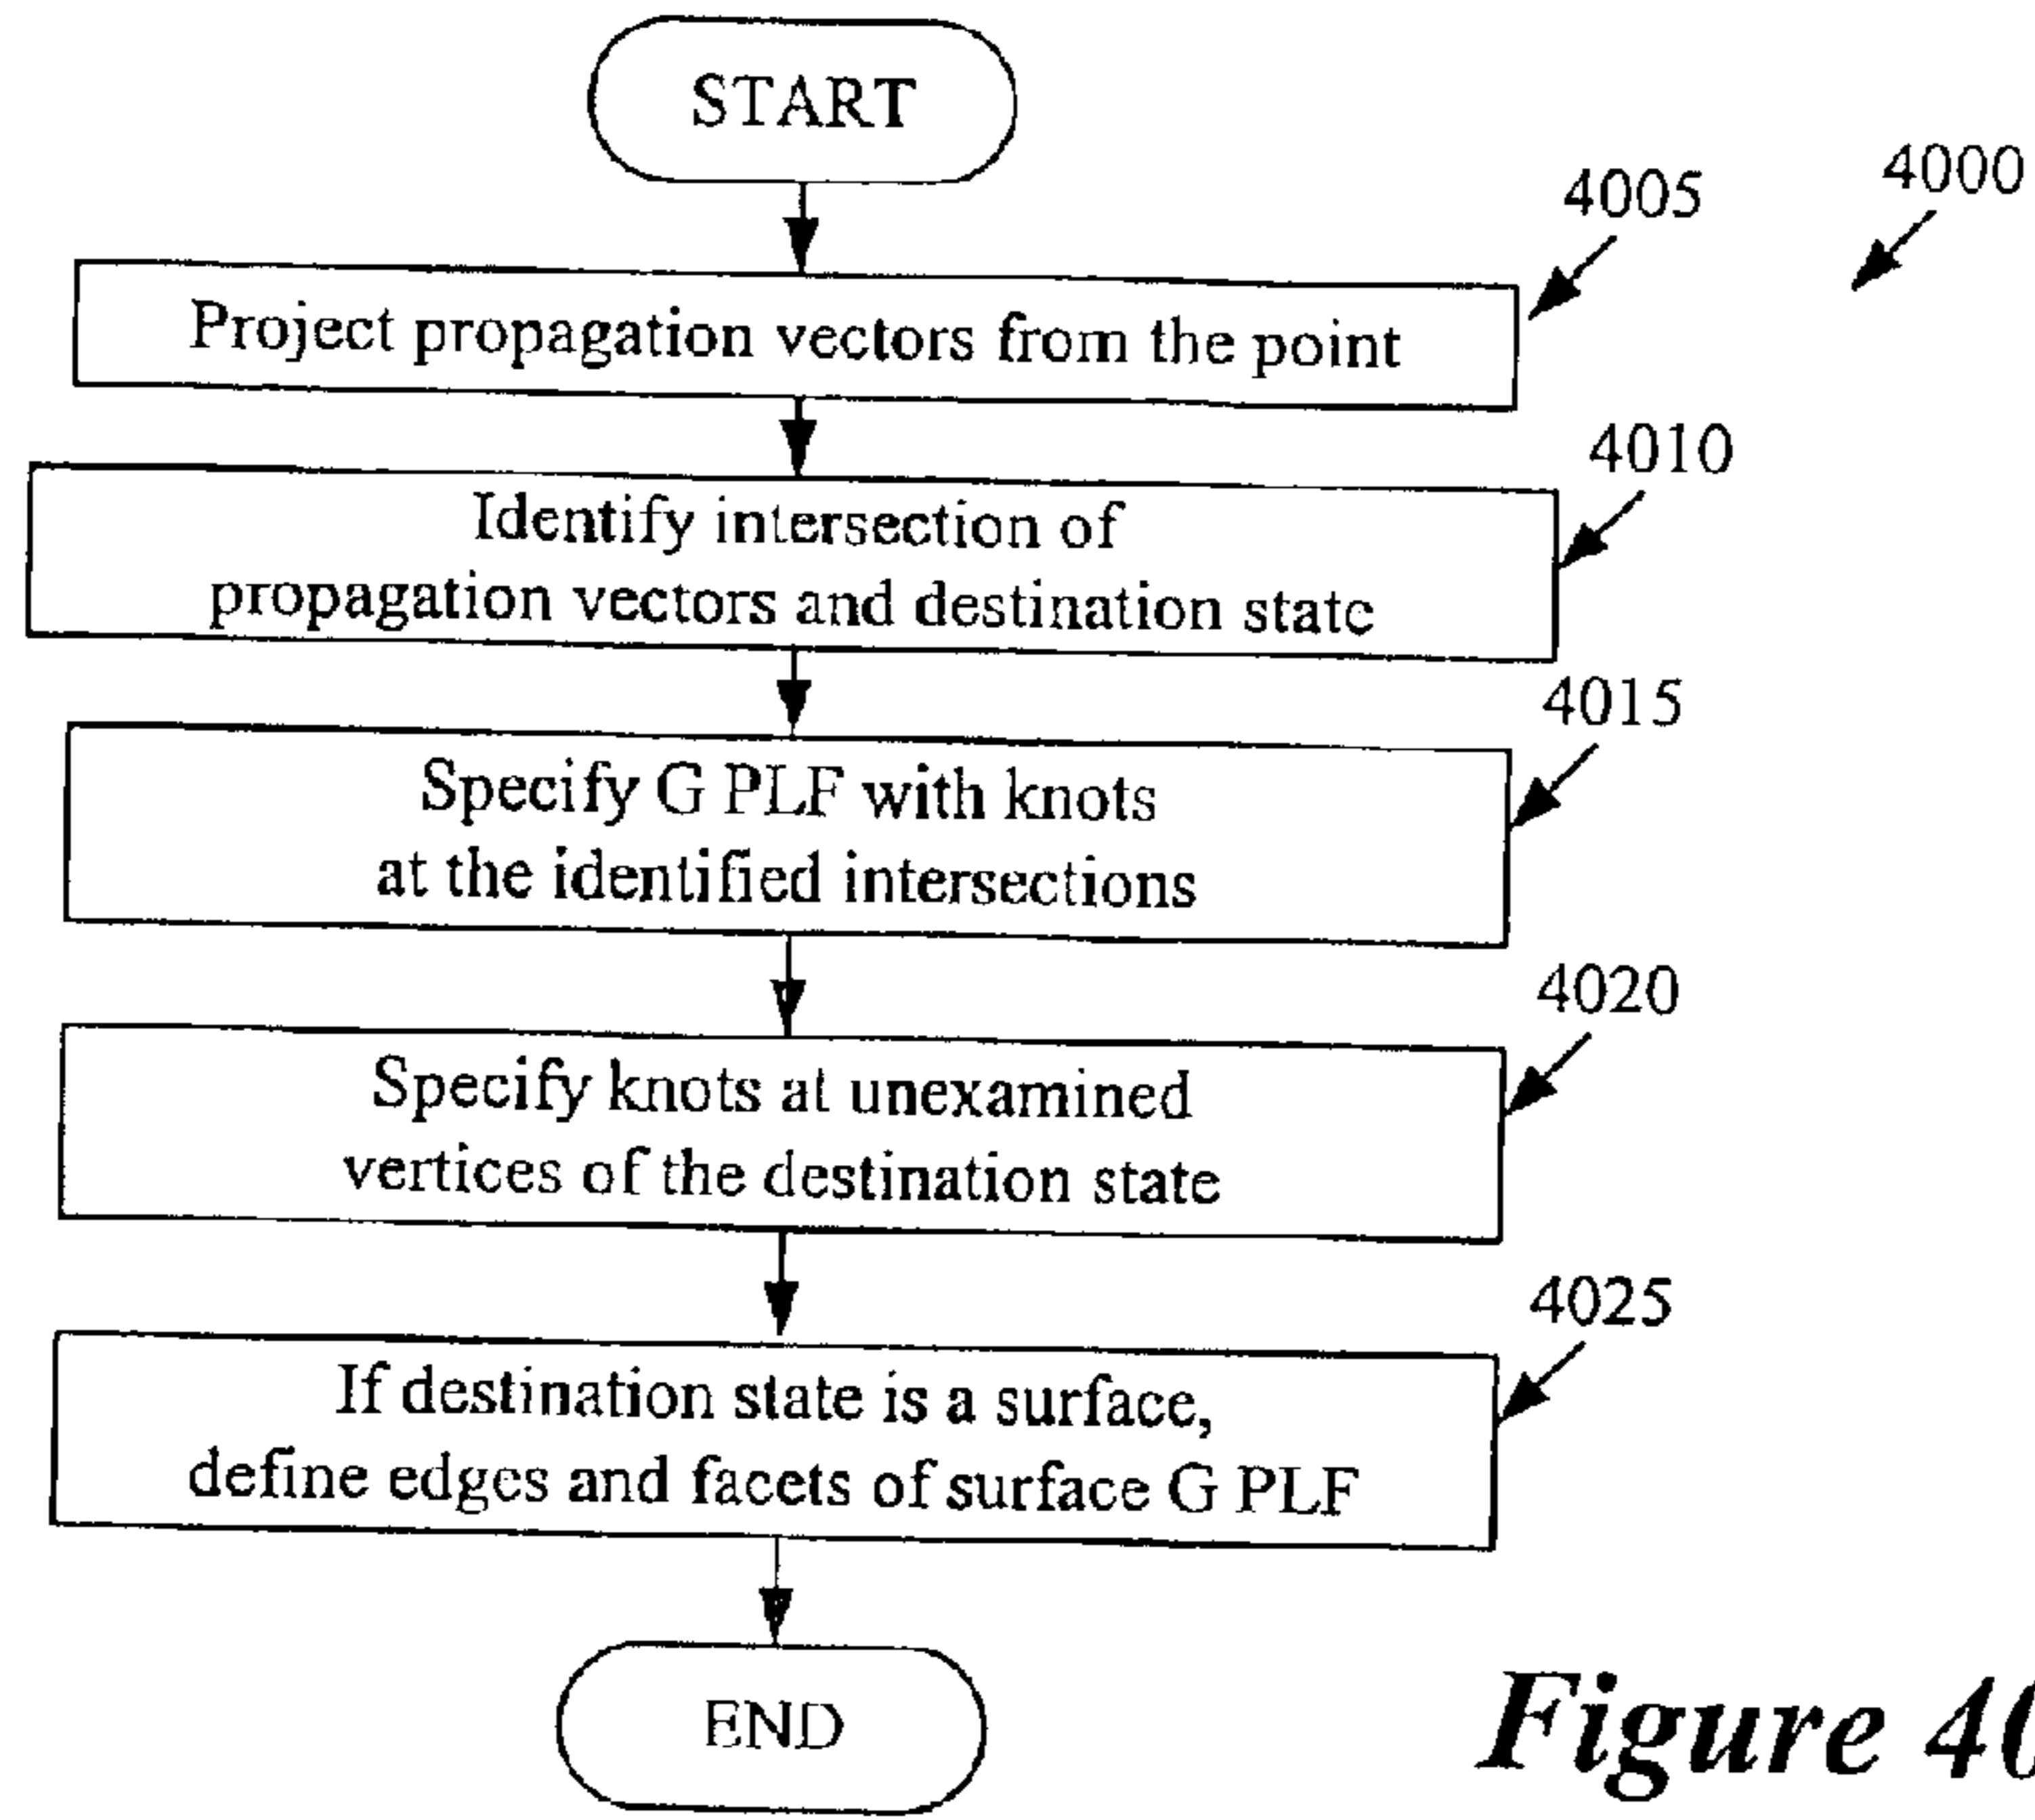 START
4000
4005
Project propagation vectors from the point
4010
Identify intersection of
propagation vectors and destination state
4015
Specify G PLF with knots
at the identified intersections
4020
Specify knots at unexamined
vertices of the destination state
4025
If destination state is a surface,
define edges and facets of surface G PLF
END
Figure 40